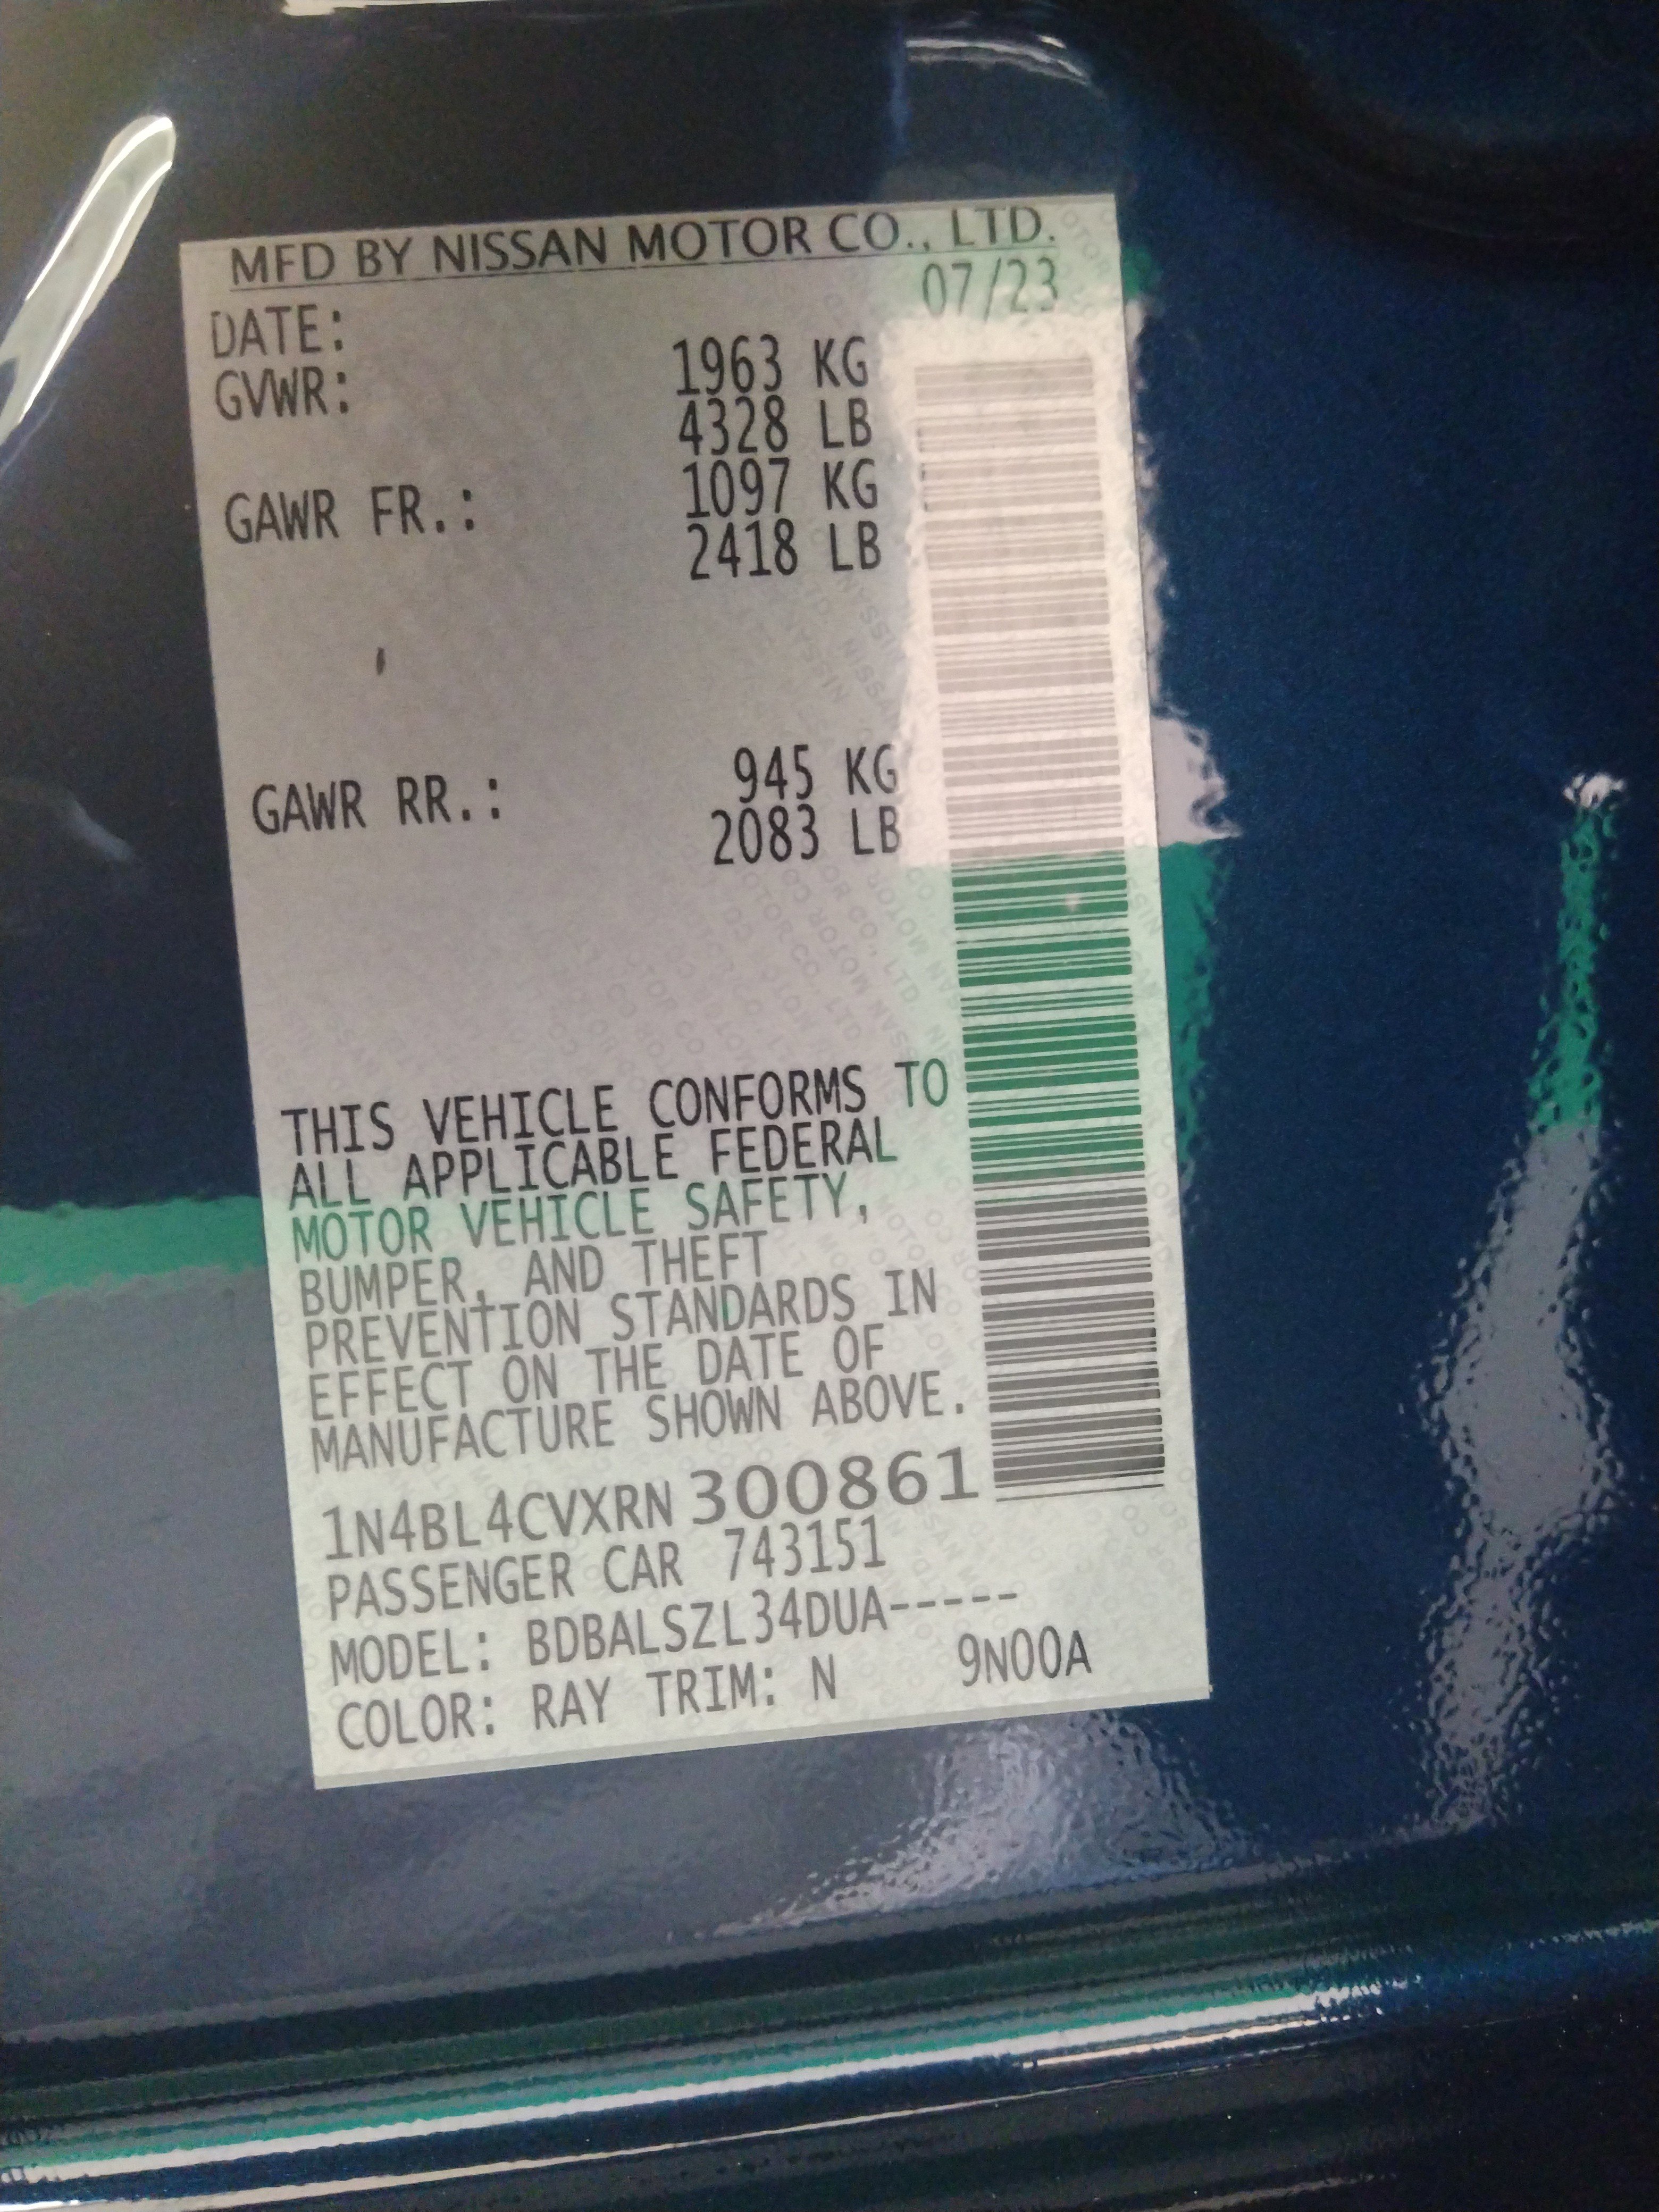 MFD BY NISSAN MOTOR CO., LTD.
DATE: 07/23
GVWR: 1963 KG
4328 LB
GAWR FR.: 1097 KG
2418 LB
GAWR RR.: 945 KG
2083 LB
THIS VEHICLE CONFORMS TO
ALL APPLICABLE FEDERAL
MOTOR VEHICLE SAFETY,
BUMPER, AND THEFT
PREVENTION STANDARDS IN
EFFECT ON THE DATE OF
MANUFACTURE SHOWN ABOVE.
1N4BL4CVXRN300861
PASSENGER CAR 743151
MODEL: BDBALSZL34DUA-----
COLOR: RAY TRIM: N 9N00A